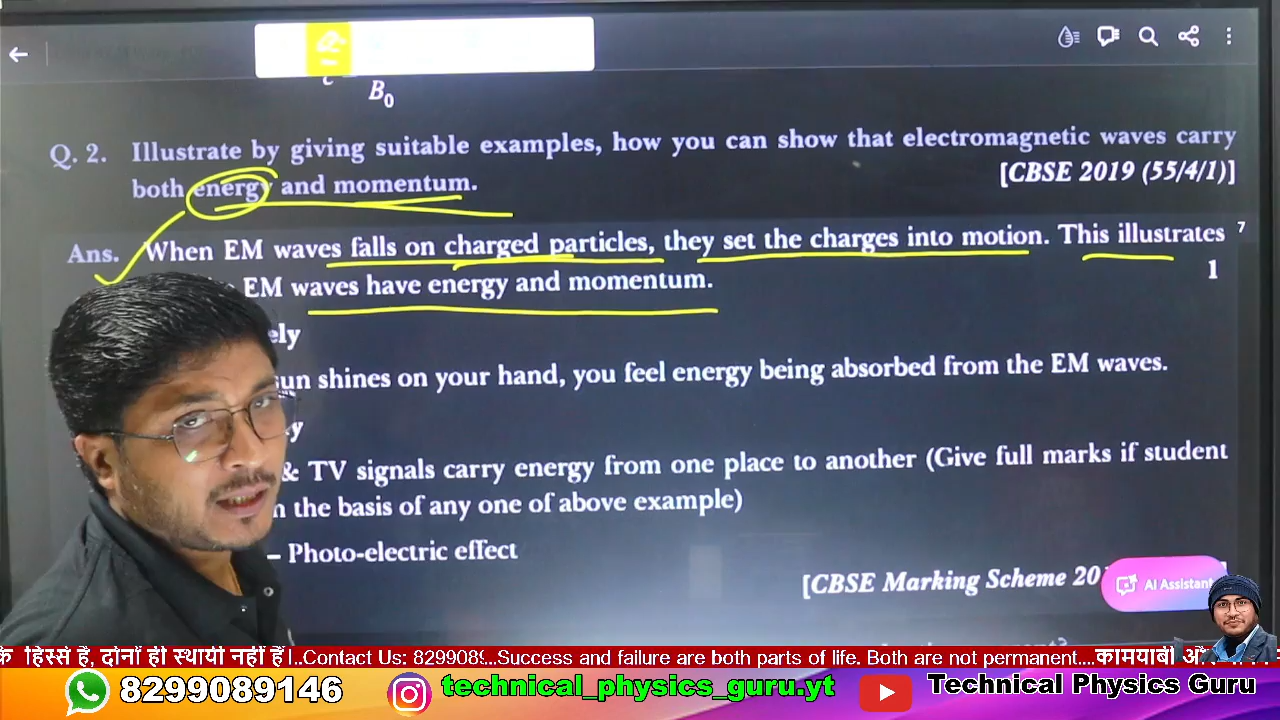 c B₀
Q. 2. Illustrate by giving suitable examples, how you can show that electromagnetic waves carry
both energy and momentum. [CBSE 2019 (55/4/1)]
Ans. When EM waves falls on charged particles, they set the charges into motion. This illustrates 7
EM waves have energy and momentum. 1
ely
sun shines on your hand, you feel energy being absorbed from the EM waves.
y
& TV signals carry energy from one place to another (Give full marks if student
n the basis of any one of above example)
– Photo-electric effect
[CBSE Marking Scheme 20
AI Assistant
हिस्से हैं, दोनों ही स्थायी नहीं हैं I..Contact Us: 829908...Success and failure are both parts of life. Both are not permanent....कामयाबी
8299089146 technical_physics_guru.yt Technical Physics Guru